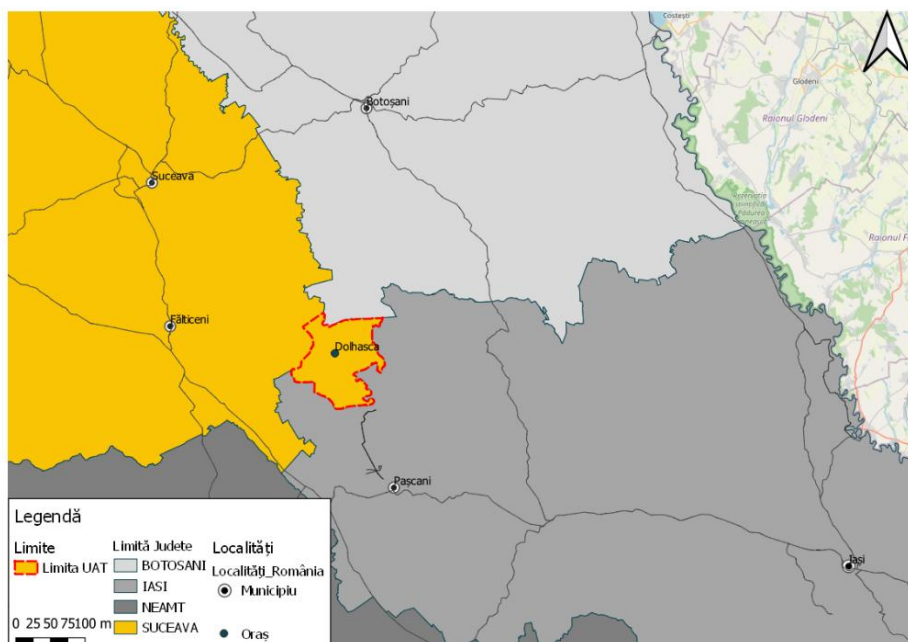 Costești
Glodeni
Raionul Glodeni
Botoșani
Suceava
Raionul F
Fălticeni
Dolhasca
Pașcani
Iași
Legendă
Limite
Limita UAT
Limită Județe
BOTOSANI
IASI
NEAMT
SUCEAVA
Localități
Localități_România
Municipiu
Oraș
0 25 50 75100 m